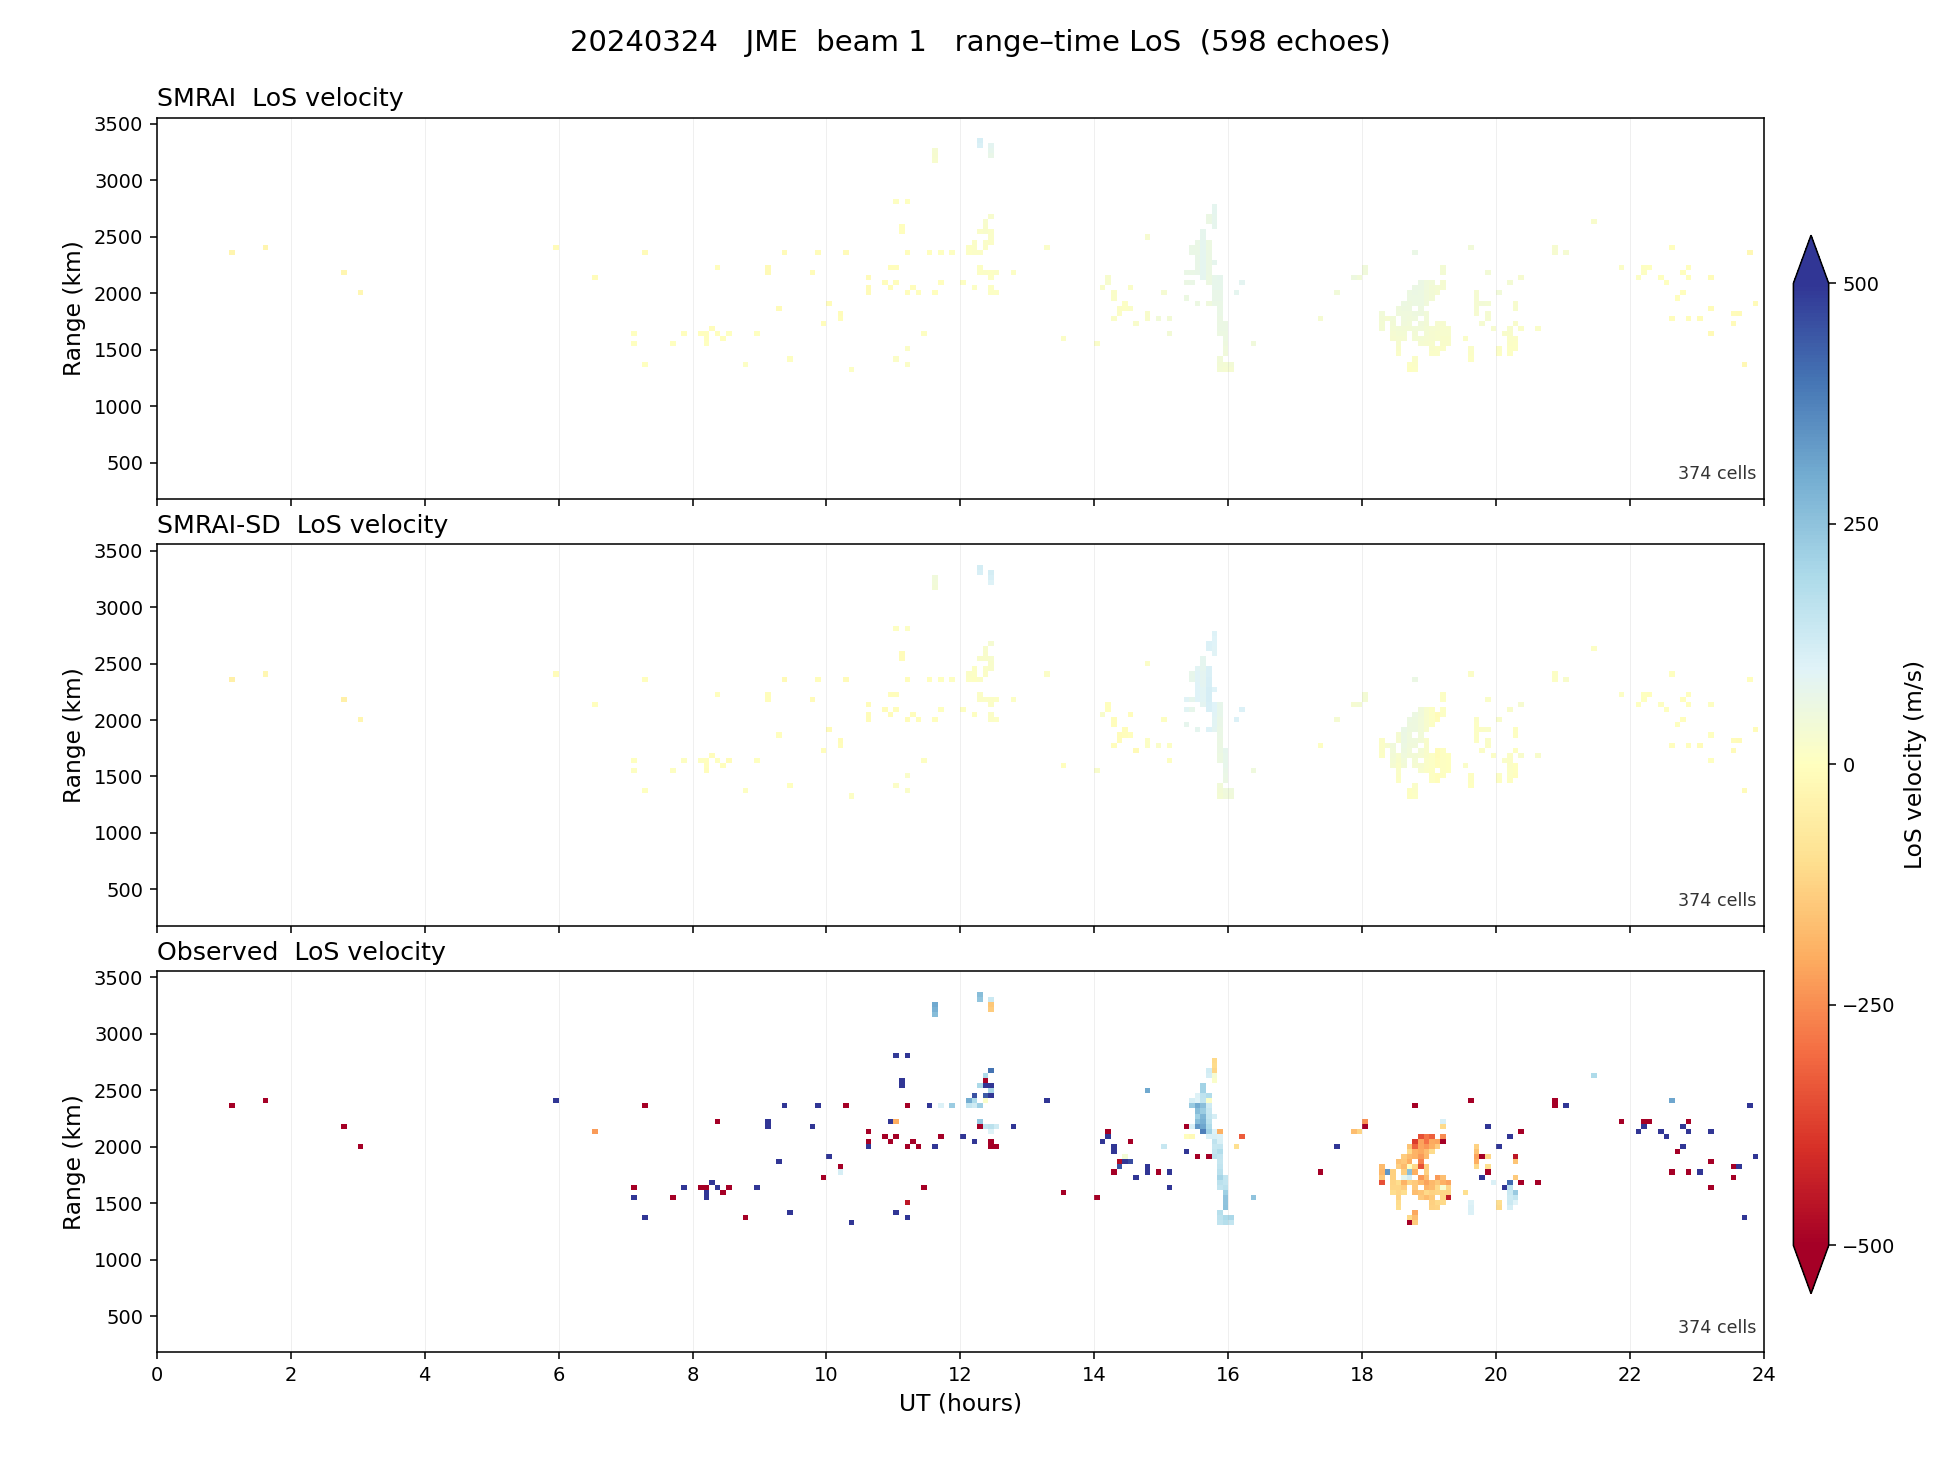 20240324 JME beam 1 range–time LoS (598 echoes)
SMRAI LoS velocity
3500
3000
2500
2000
1500
1000
500
Range (km)
374 cells
SMRAI-SD LoS velocity
3500
3000
2500
2000
1500
1000
500
Range (km)
374 cells
Observed LoS velocity
3500
3000
2500
2000
1500
1000
500
Range (km)
374 cells
0 2 4 6 8 10 12 14 16 18 20 22 24
UT (hours)
500
250
0
−250
−500
LoS velocity (m/s)